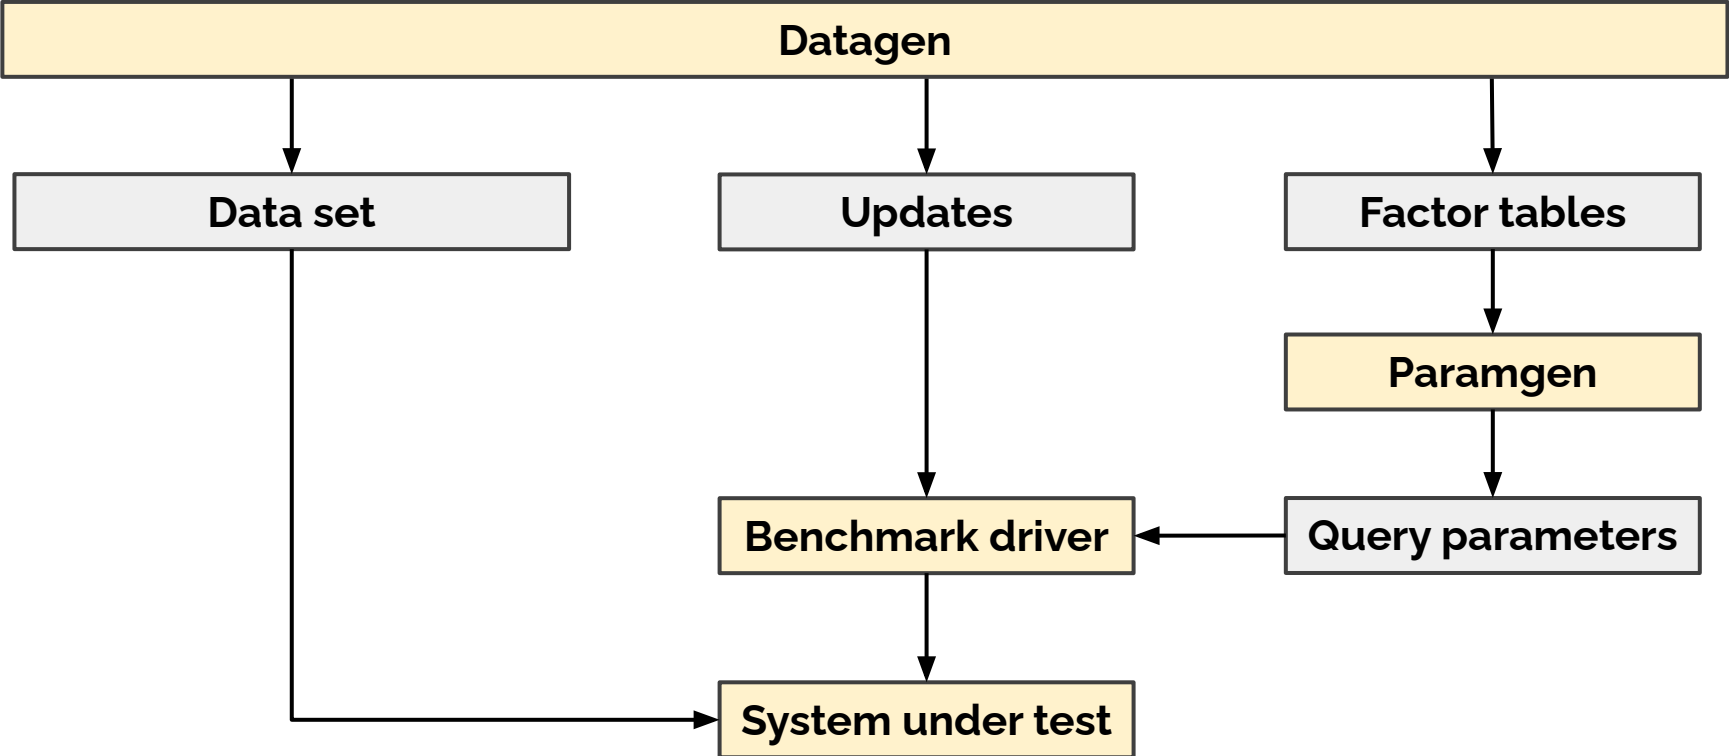 Datagen
Data set
Updates
Factor tables
Paramgen
Benchmark driver
Query parameters
System under test